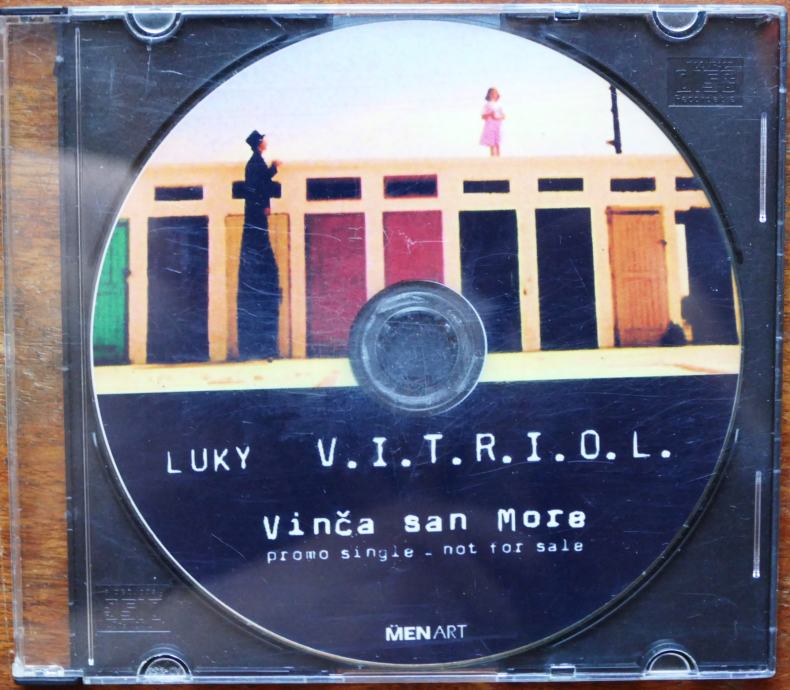 LUKY V.I.T.R.I.O.L.
Vinča san More
promo single - not for sale
MENART